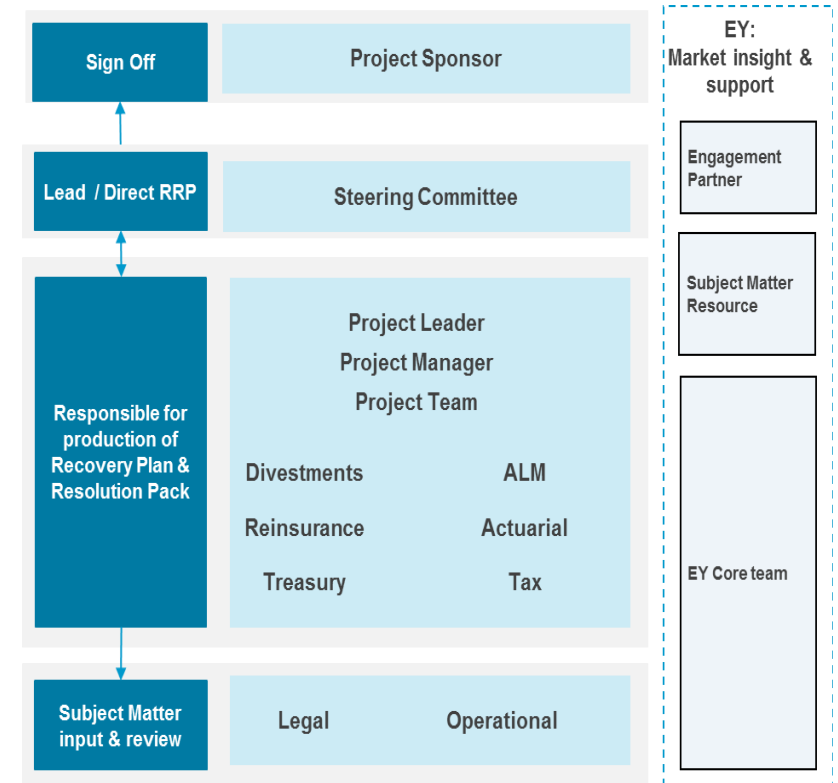 Sign Off
Project Sponsor
EY:
Market insight &
support
Engagement
Partner
Lead / Direct RRP
Steering Committee
Subject Matter
Resource
Responsible for
production of
Recovery Plan &
Resolution Pack
Project Leader
Project Manager
Project Team
Divestments
ALM
Reinsurance
Actuarial
Treasury
Tax
EY Core team
Subject Matter
input & review
Legal
Operational